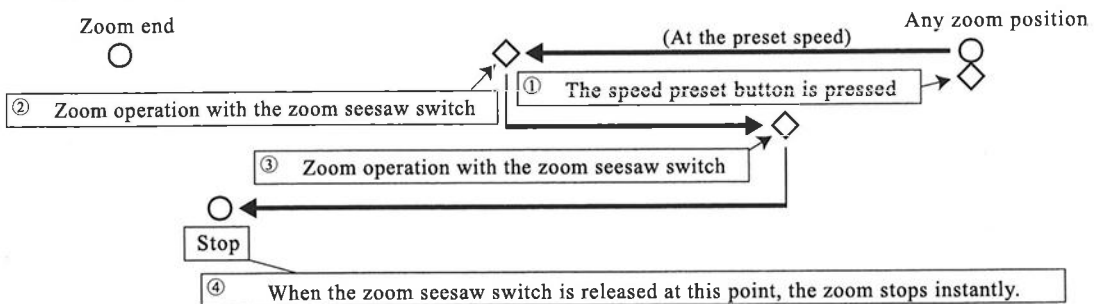 Zoom end
Any zoom position
(At the preset speed)
① The speed preset button is pressed
② Zoom operation with the zoom seesaw switch
③ Zoom operation with the zoom seesaw switch
Stop
④ When the zoom seesaw switch is released at this point, the zoom stops instantly.